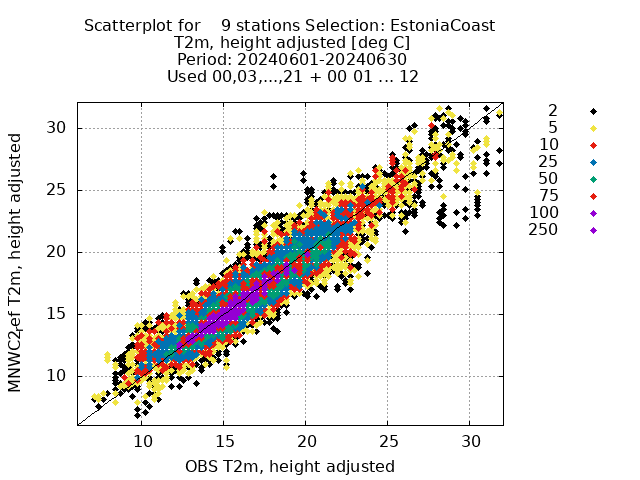 Scatterplot for 9 stations Selection: EstoniaCoast
T2m, height adjusted [deg C]
Period: 20240601-20240630
Used 00,03,...,21 + 00 01 ... 12
2
5
10
25
50
75
100
250
30
25
20
15
10
MNWC2,ef T2m, height adjusted
10 15 20 25 30
OBS T2m, height adjusted